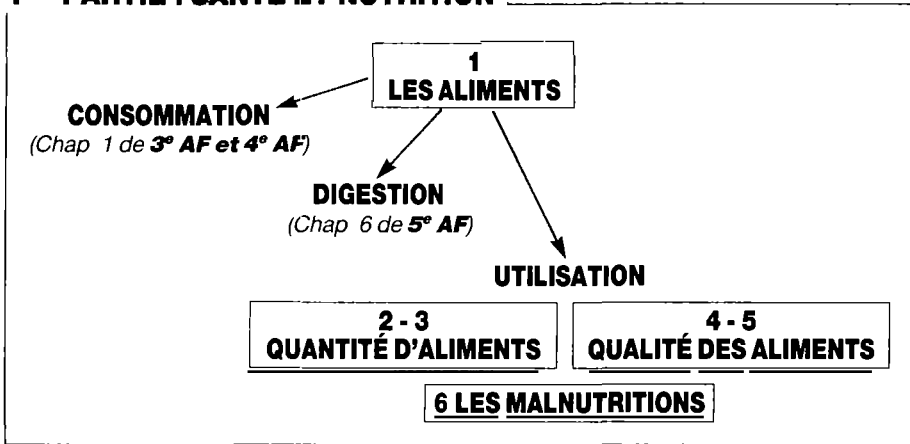 PARTIE : SANTÉ ET NUTRITION
1
LES ALIMENTS
CONSOMMATION
(Chap 1 de 3e AF et 4e AF)
DIGESTION
(Chap 6 de 5e AF)
UTILISATION
2 - 3
QUANTITÉ D'ALIMENTS
4 - 5
QUALITÉ DES ALIMENTS
6 LES MALNUTRITIONS